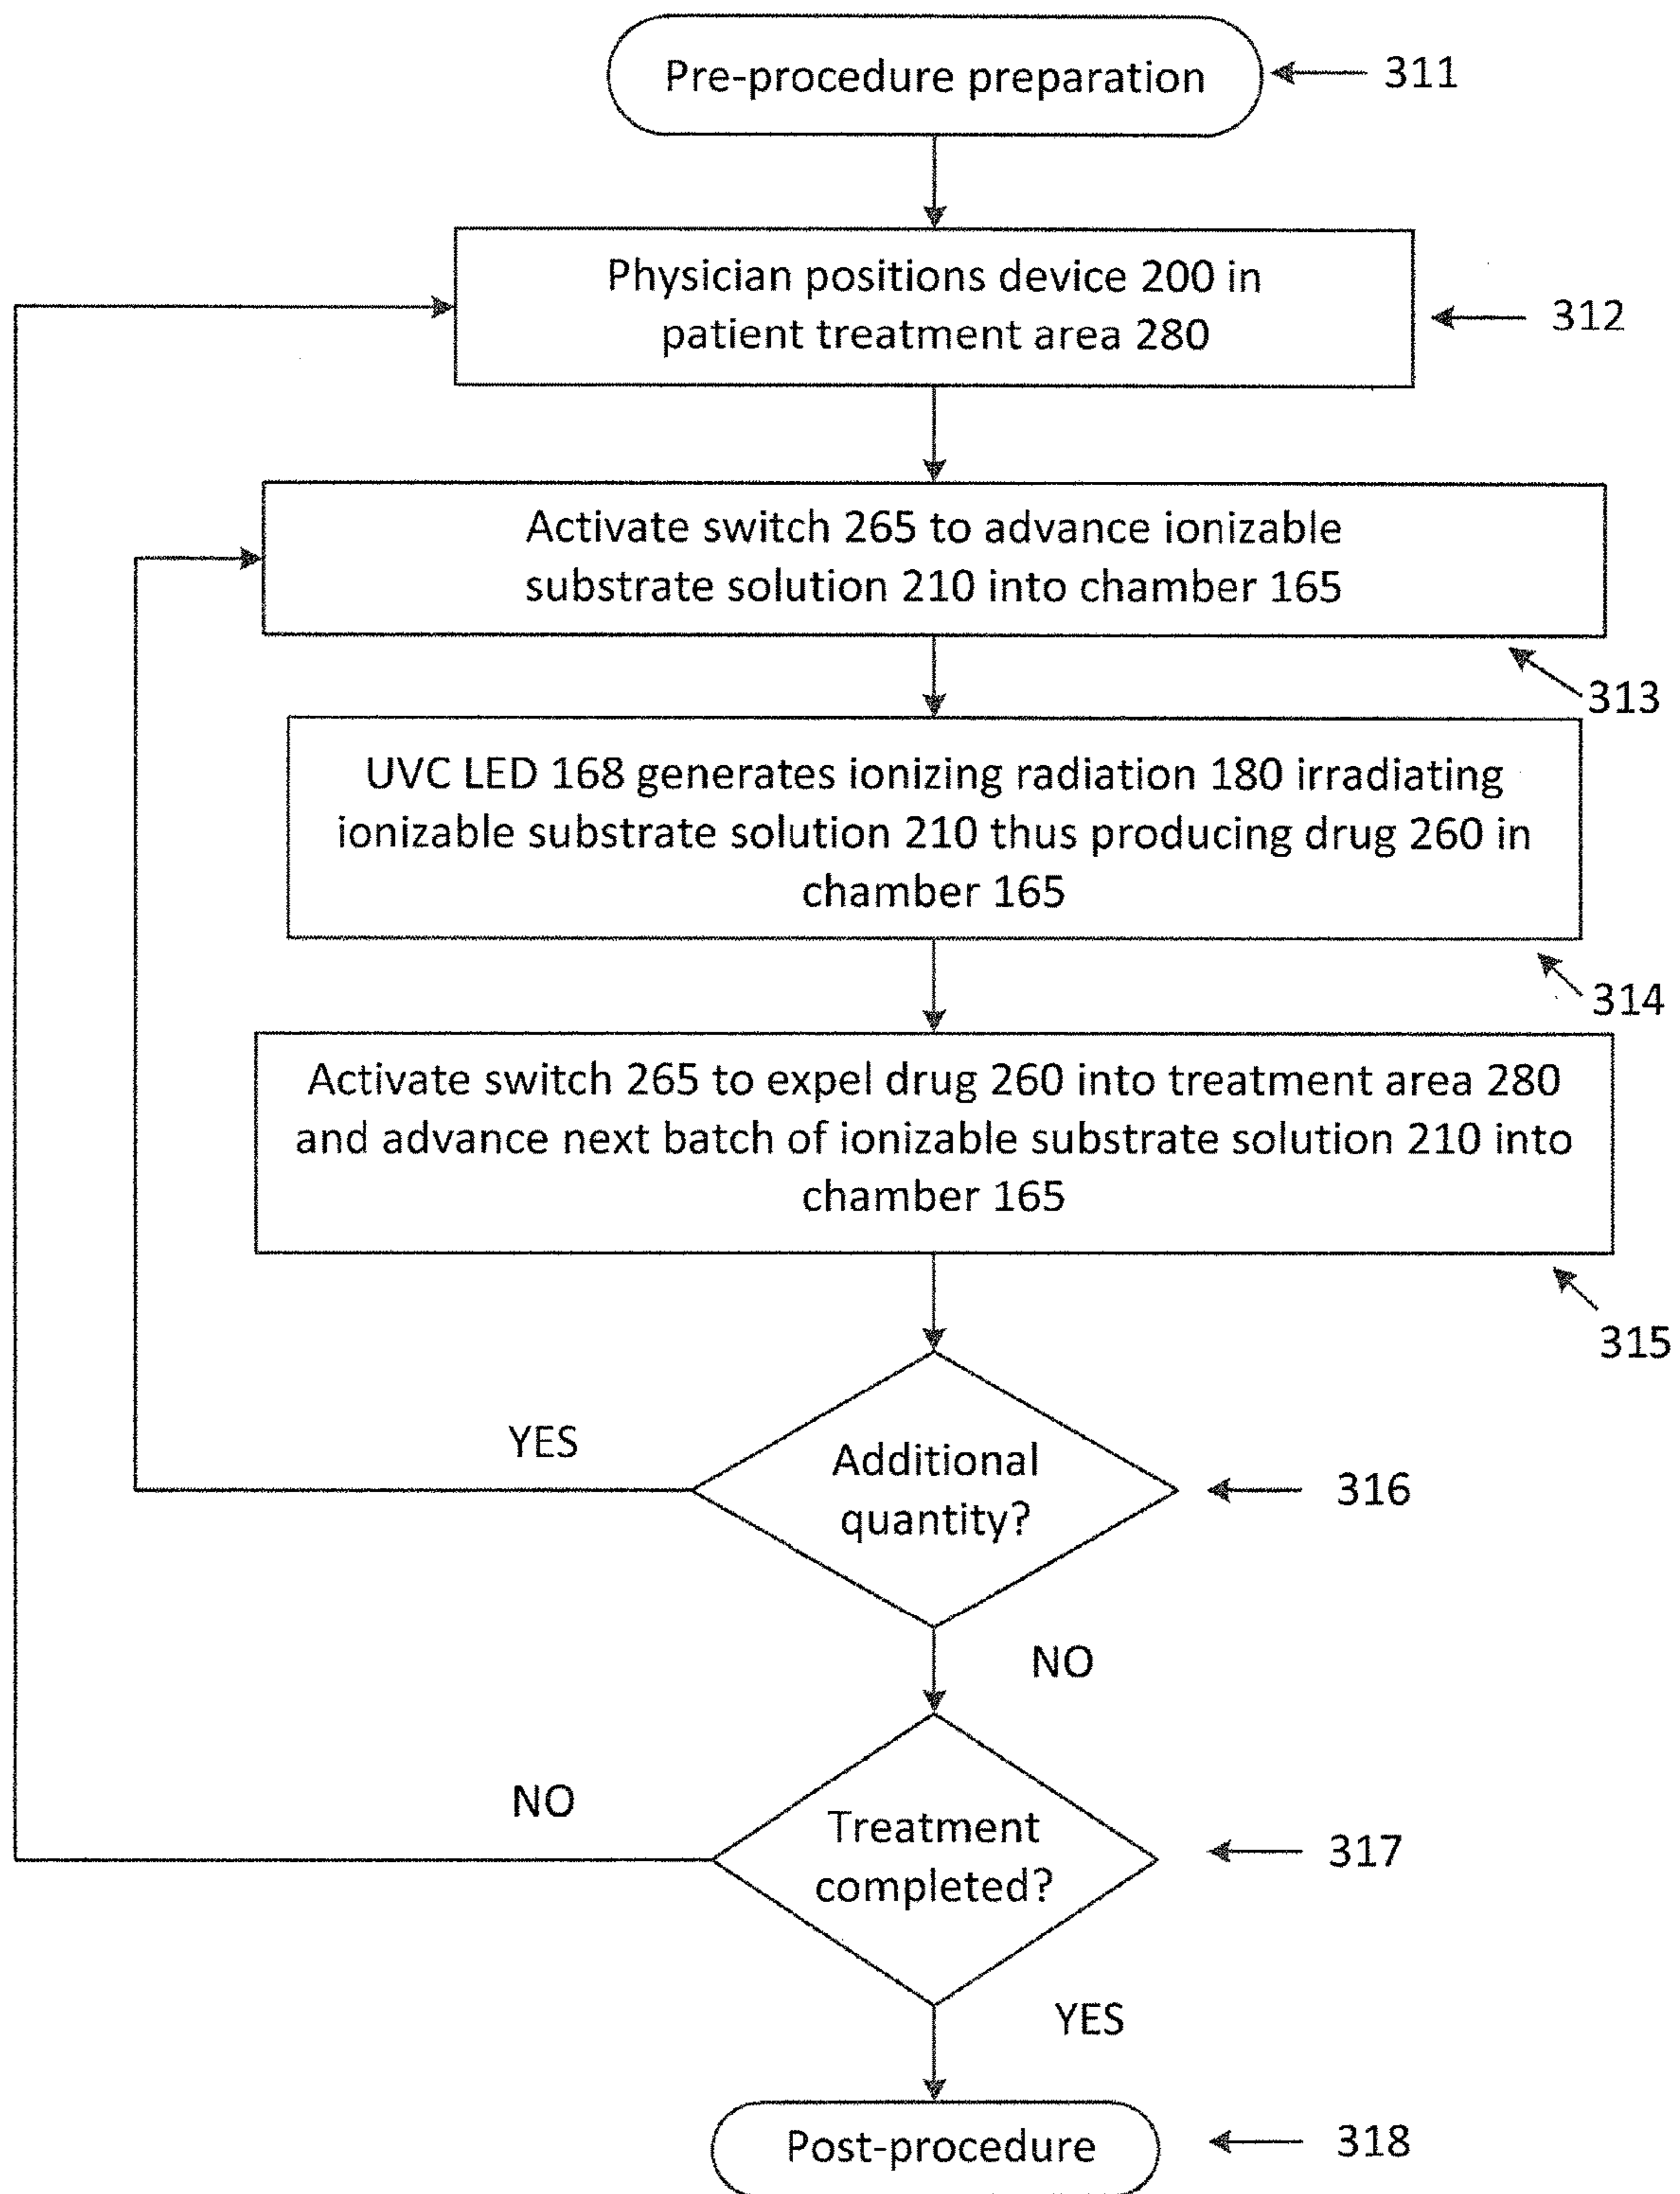 Pre-procedure preparation
311
Physician positions device 200 in
patient treatment area 280
312
Activate switch 265 to advance ionizable
substrate solution 210 into chamber 165
313
UVC LED 168 generates ionizing radiation 180 irradiating
ionizable substrate solution 210 thus producing drug 260 in
chamber 165
314
Activate switch 265 to expel drug 260 into treatment area 280
and advance next batch of ionizable substrate solution 210 into
chamber 165
315
YES
Additional
quantity?
316
NO
NO
Treatment
completed?
317
YES
Post-procedure
318